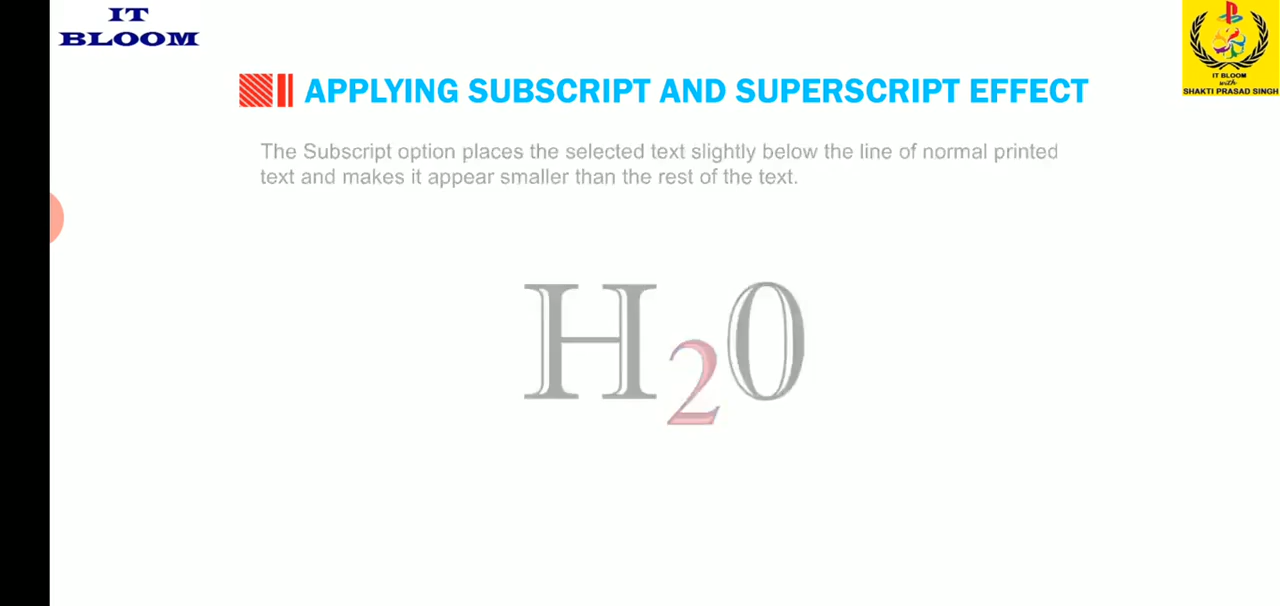 IT
BLOOM
IT BLOOM
with
SHAKTI PRASAD SINGH
APPLYING SUBSCRIPT AND SUPERSCRIPT EFFECT
The Subscript option places the selected text slightly below the line of normal printed
text and makes it appear smaller than the rest of the text.
H20